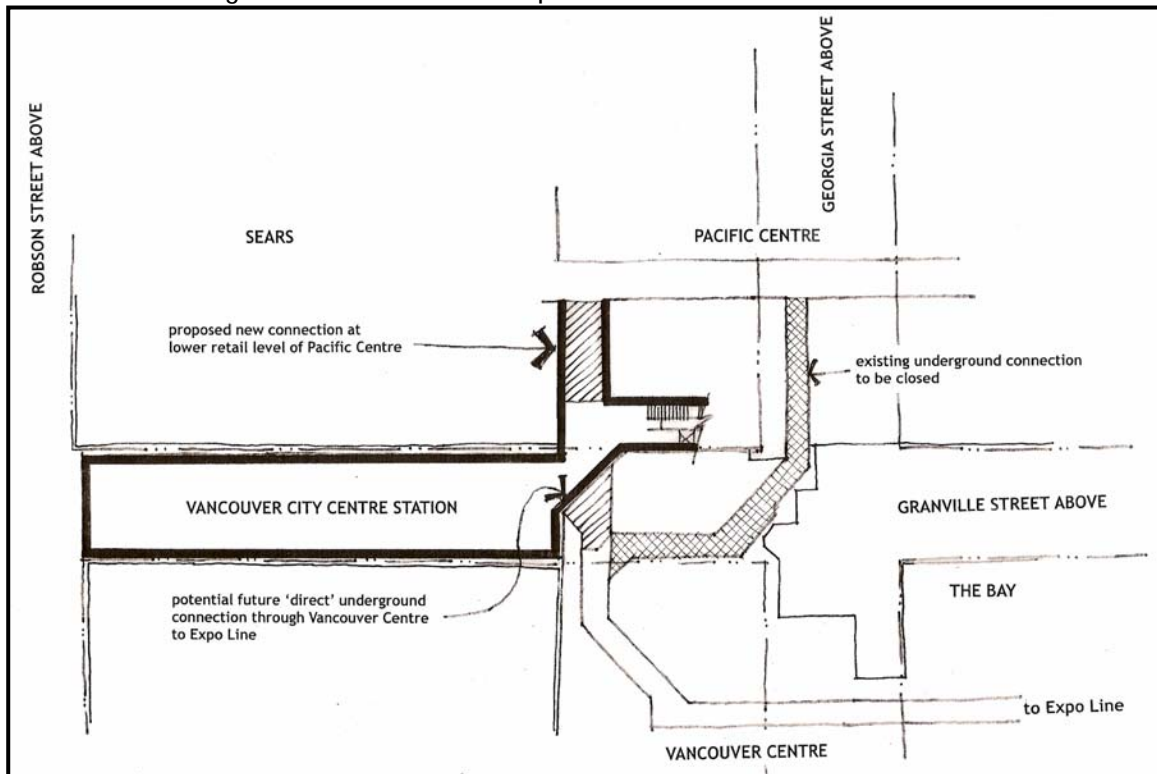 ROBSON STREET ABOVE
GEORGIA STREET ABOVE
SEARS
PACIFIC CENTRE
proposed new connection at
lower retail level of Pacific Centre
existing underground connection
to be closed
VANCOUVER CITY CENTRE STATION
GRANVILLE STREET ABOVE
potential future ‘direct’ underground
connection through Vancouver Centre
to Expo Line
THE BAY
to Expo Line
VANCOUVER CENTRE